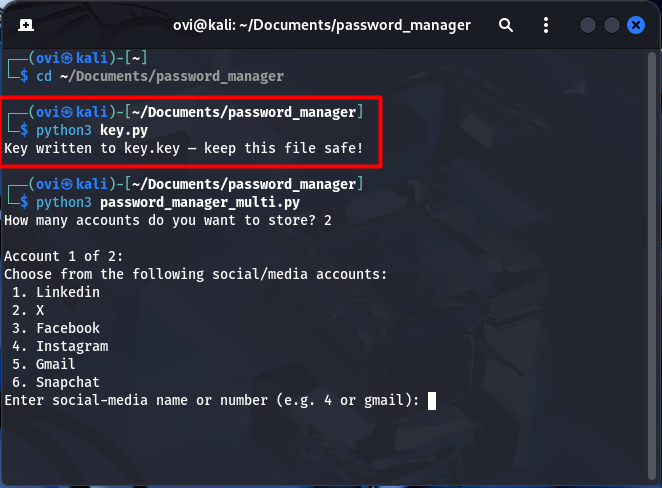 ovi@kali: ~/Documents/password_manager
┌──(ovi㉿kali)-[~]
└─$ cd ~/Documents/password_manager
┌──(ovi㉿kali)-[~/Documents/password_manager]
└─$ python3 key.py
Key written to key.key — keep this file safe!
┌──(ovi㉿kali)-[~/Documents/password_manager]
└─$ python3 password_manager_multi.py
How many accounts do you want to store? 2
Account 1 of 2:
Choose from the following social/media accounts:
1. Linkedin
2. X
3. Facebook
4. Instagram
5. Gmail
6. Snapchat
Enter social-media name or number (e.g. 4 or gmail):